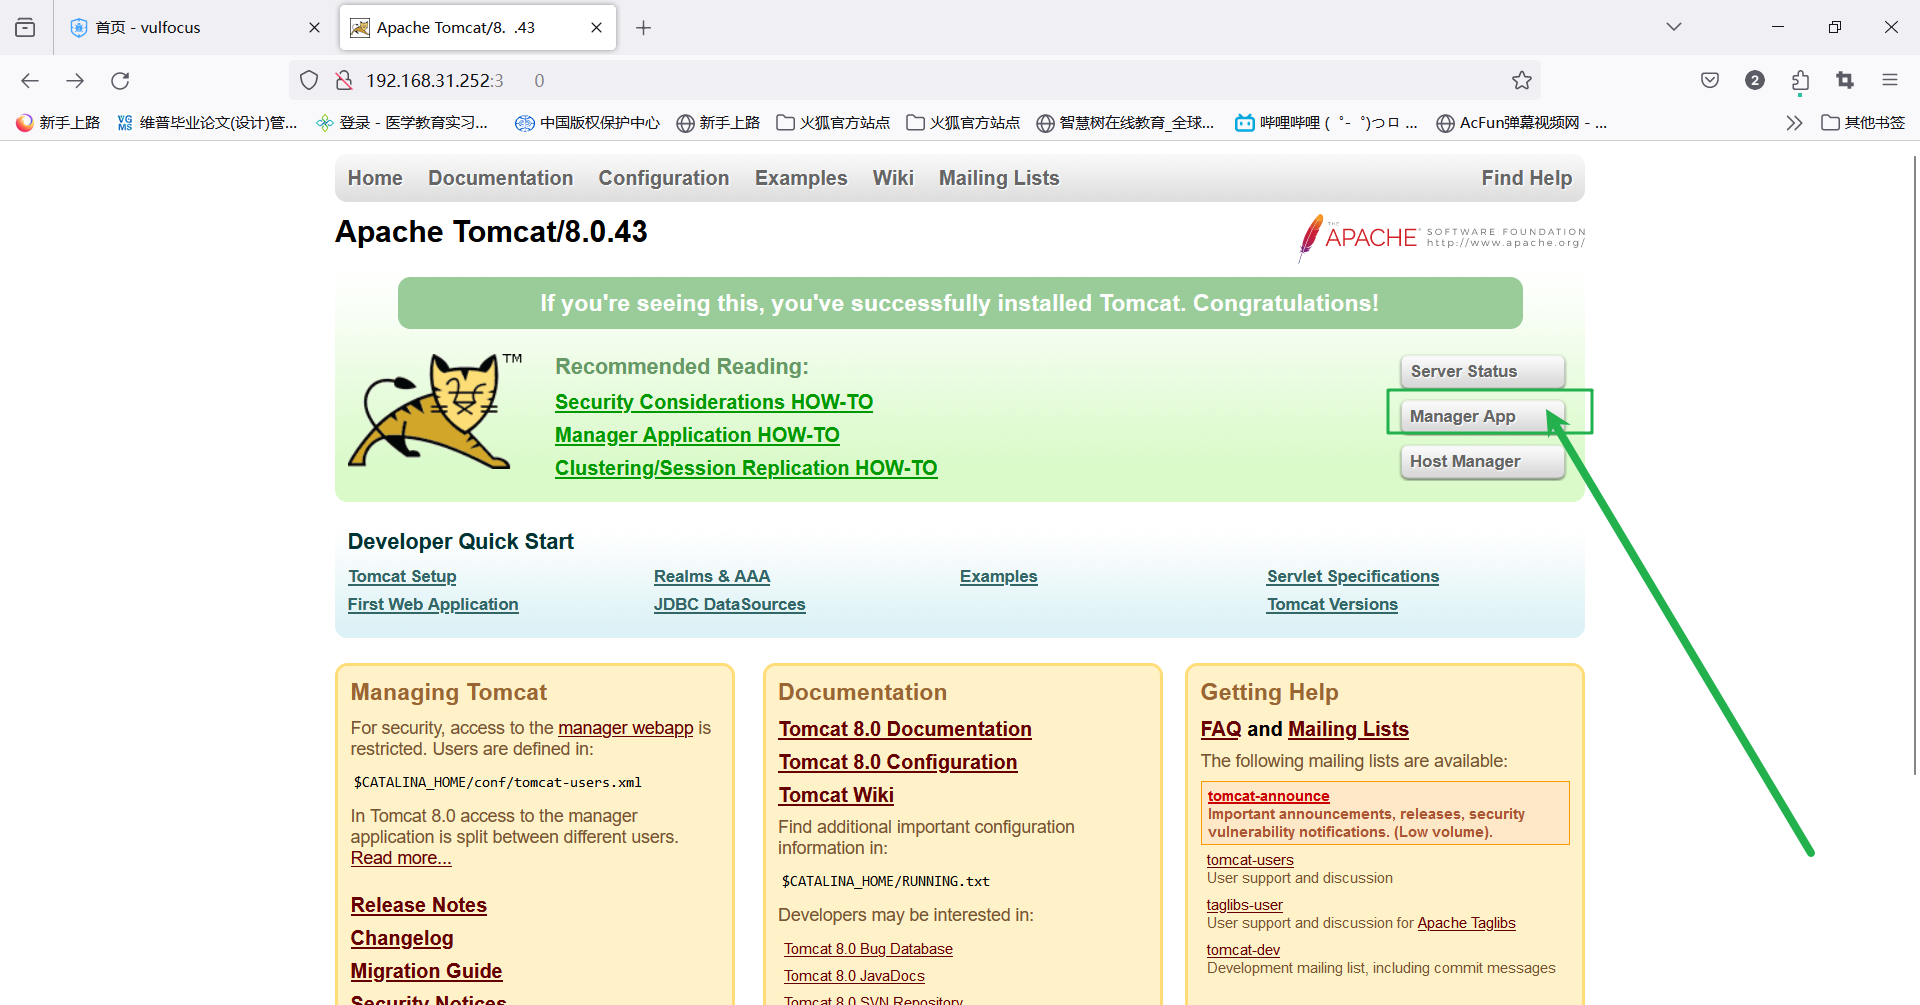 首页 - vulfocus
Apache Tomcat/8. .43
192.168.31.252:3 0
2
新手上路
VG
MS
维普毕业论文(设计)管...
登录 - 医学教育实习...
中国版权保护中心
新手上路
火狐官方站点
火狐官方站点
智慧树在线教育_全球...
哔哩哔哩 ( ゜- ゜)つロ ...
AcFun弹幕视频网 - ...
其他书签
Home Documentation Configuration Examples Wiki Mailing Lists Find Help
Apache Tomcat/8.0.43
THE
APACHE SOFTWARE FOUNDATION
http://www.apache.org/
If you're seeing this, you've successfully installed Tomcat. Congratulations!
TM
Recommended Reading:
Security Considerations HOW-TO
Manager Application HOW-TO
Clustering/Session Replication HOW-TO
Server Status
Manager App
Host Manager
Developer Quick Start
Tomcat Setup
First Web Application
Realms & AAA
JDBC DataSources
Examples
Servlet Specifications
Tomcat Versions
Managing Tomcat
For security, access to the manager webapp is
restricted. Users are defined in:
$CATALINA_HOME/conf/tomcat-users.xml
In Tomcat 8.0 access to the manager
application is split between different users.
Read more...
Release Notes
Changelog
Migration Guide
Security Notices
Documentation
Tomcat 8.0 Documentation
Tomcat 8.0 Configuration
Tomcat Wiki
Find additional important configuration
information in:
$CATALINA_HOME/RUNNING.txt
Developers may be interested in:
Tomcat 8.0 Bug Database
Tomcat 8.0 JavaDocs
Tomcat 8.0 SVN Repository
Getting Help
FAQ and Mailing Lists
The following mailing lists are available:
tomcat-announce
Important announcements, releases, security
vulnerability notifications. (Low volume).
tomcat-users
User support and discussion
taglibs-user
User support and discussion for Apache Taglibs
tomcat-dev
Development mailing list, including commit messages